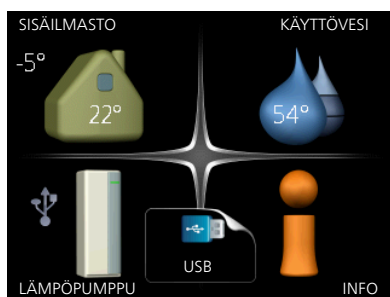 SISÄILMASTO
KÄYTTÖVESI
-5°
22°
54°
USB
LÄMPÖPUMPPU
INFO